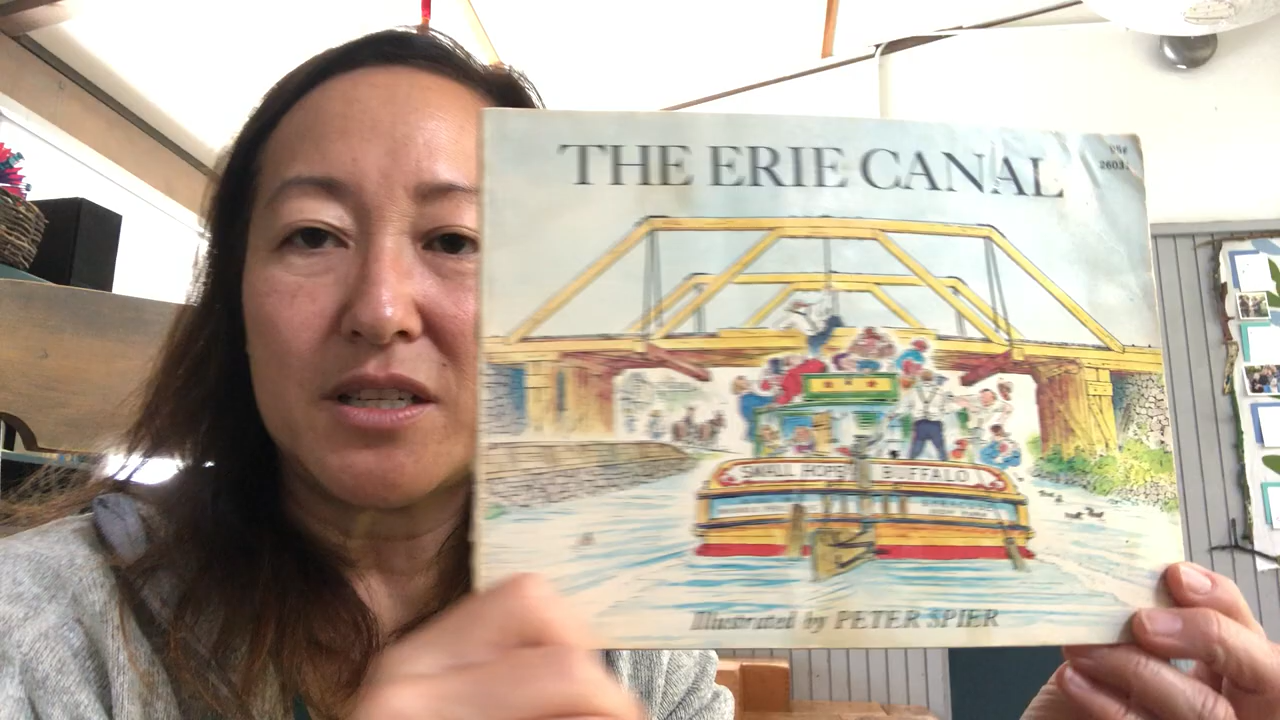 THE ERIE CANAL
SMALL HOPE BUFFALO
Illustrated by PETER SPIER